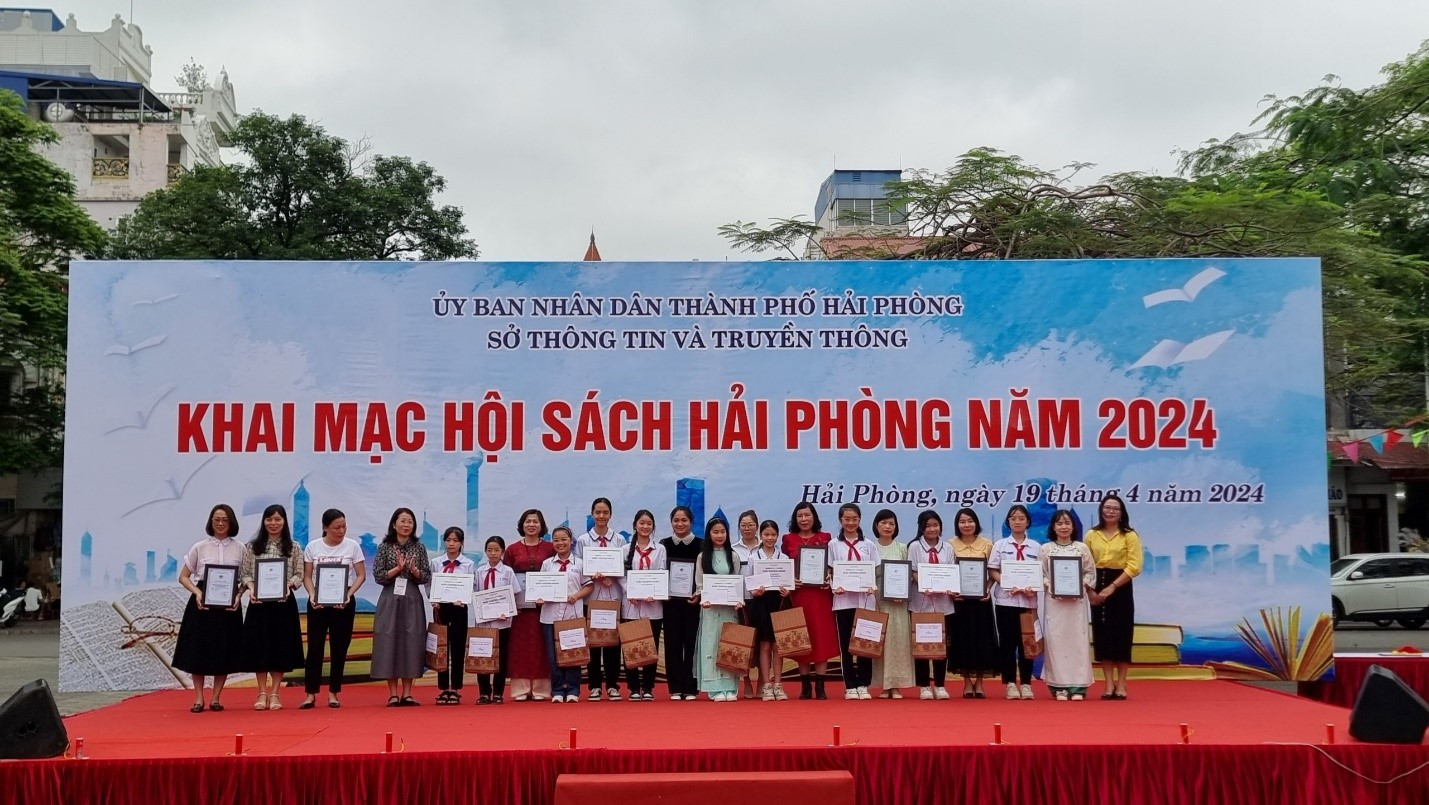 ỦY BAN NHÂN DÂN THÀNH PHỐ HẢI PHÒNG
SỞ THÔNG TIN VÀ TRUYỀN THÔNG
KHAI MẠC HỘI SÁCH HẢI PHÒNG NĂM 2024
Hải Phòng, ngày 19 tháng 4 năm 2024